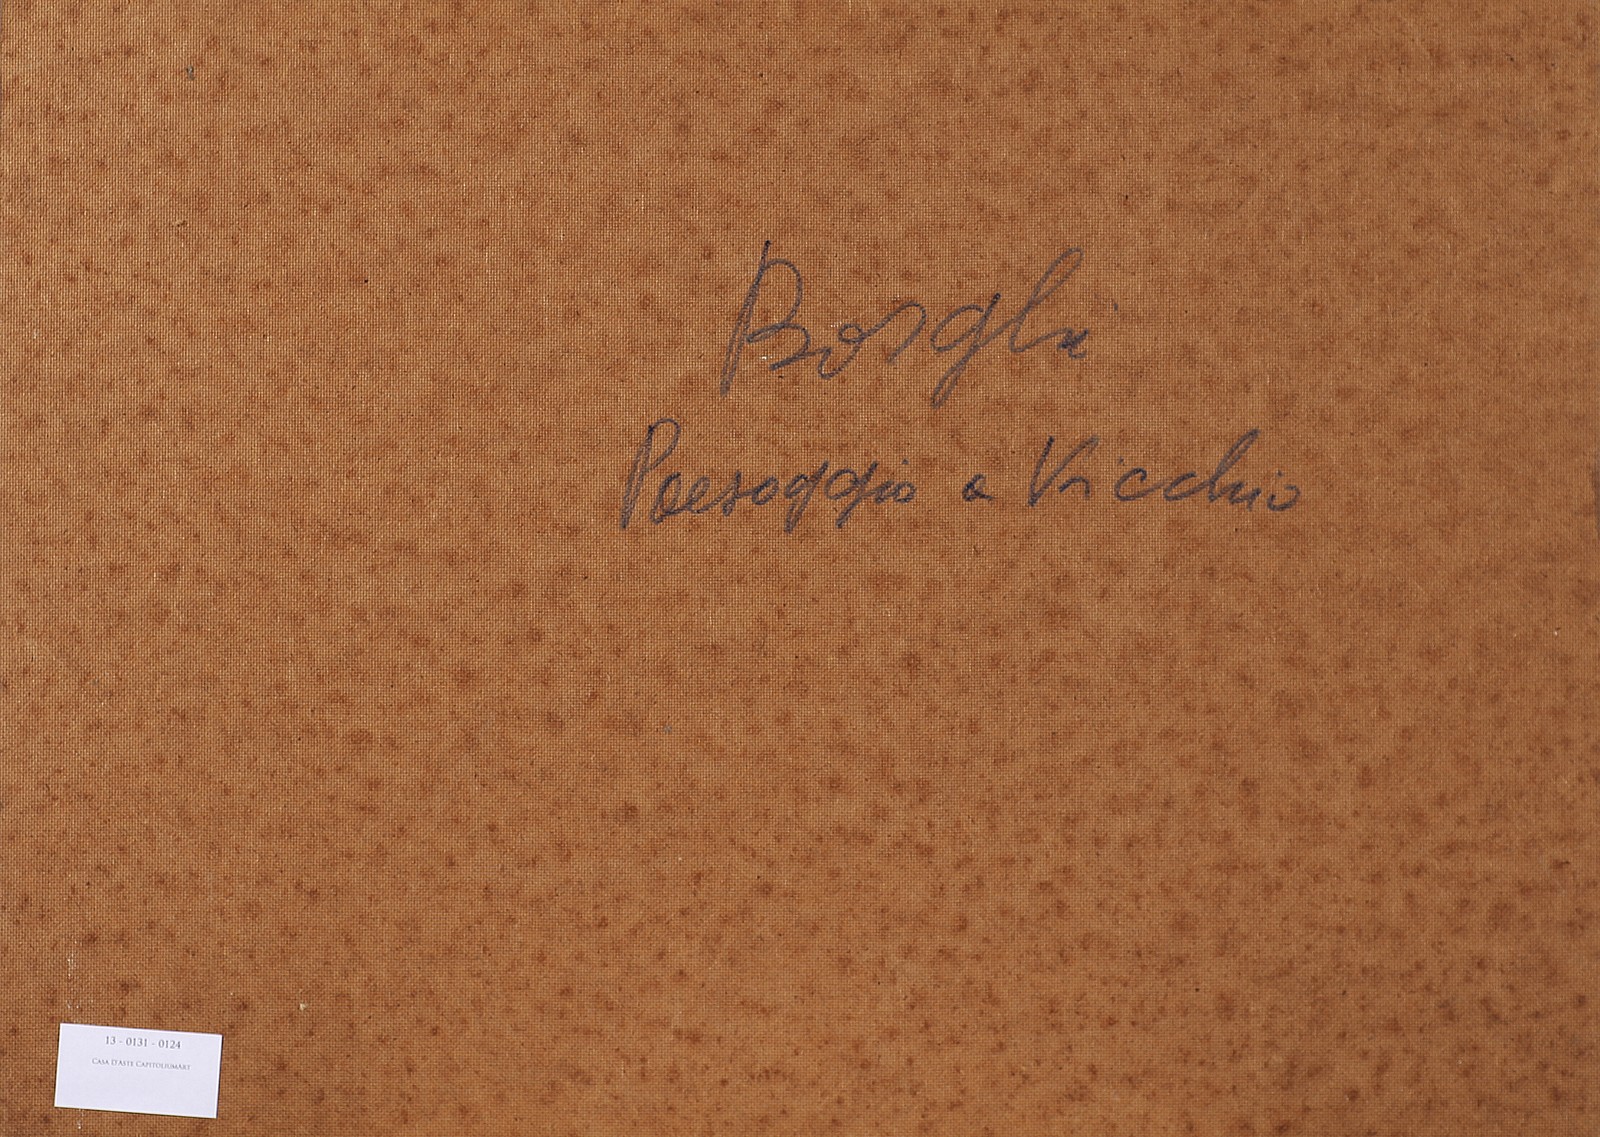 Borghi
Paesaggio a Vicchio
13 - 0131 - 0124
Casa D'Aste CapitoliumArt